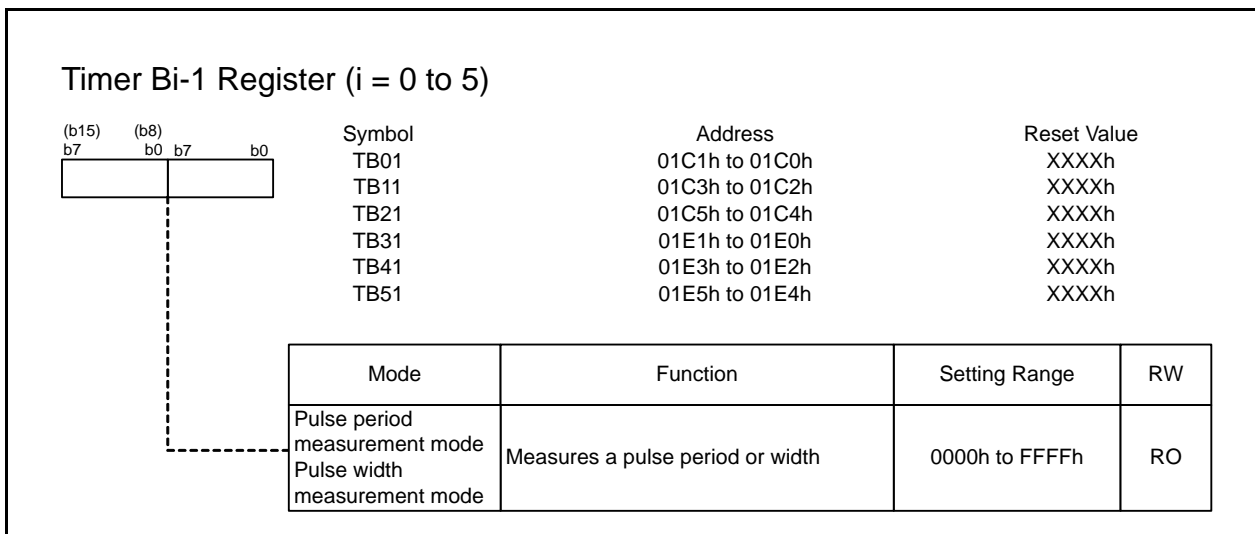 Timer Bi-1 Register (i = 0 to 5)
(b15) (b8)
b7 b0 b7 b0
Symbol Address Reset Value
TB01 01C1h to 01C0h XXXXh
TB11 01C3h to 01C2h XXXXh
TB21 01C5h to 01C4h XXXXh
TB31 01E1h to 01E0h XXXXh
TB41 01E3h to 01E2h XXXXh
TB51 01E5h to 01E4h XXXXh
Mode Function Setting Range RW
Pulse period
measurement mode
Pulse width
measurement mode
Measures a pulse period or width 0000h to FFFFh RO